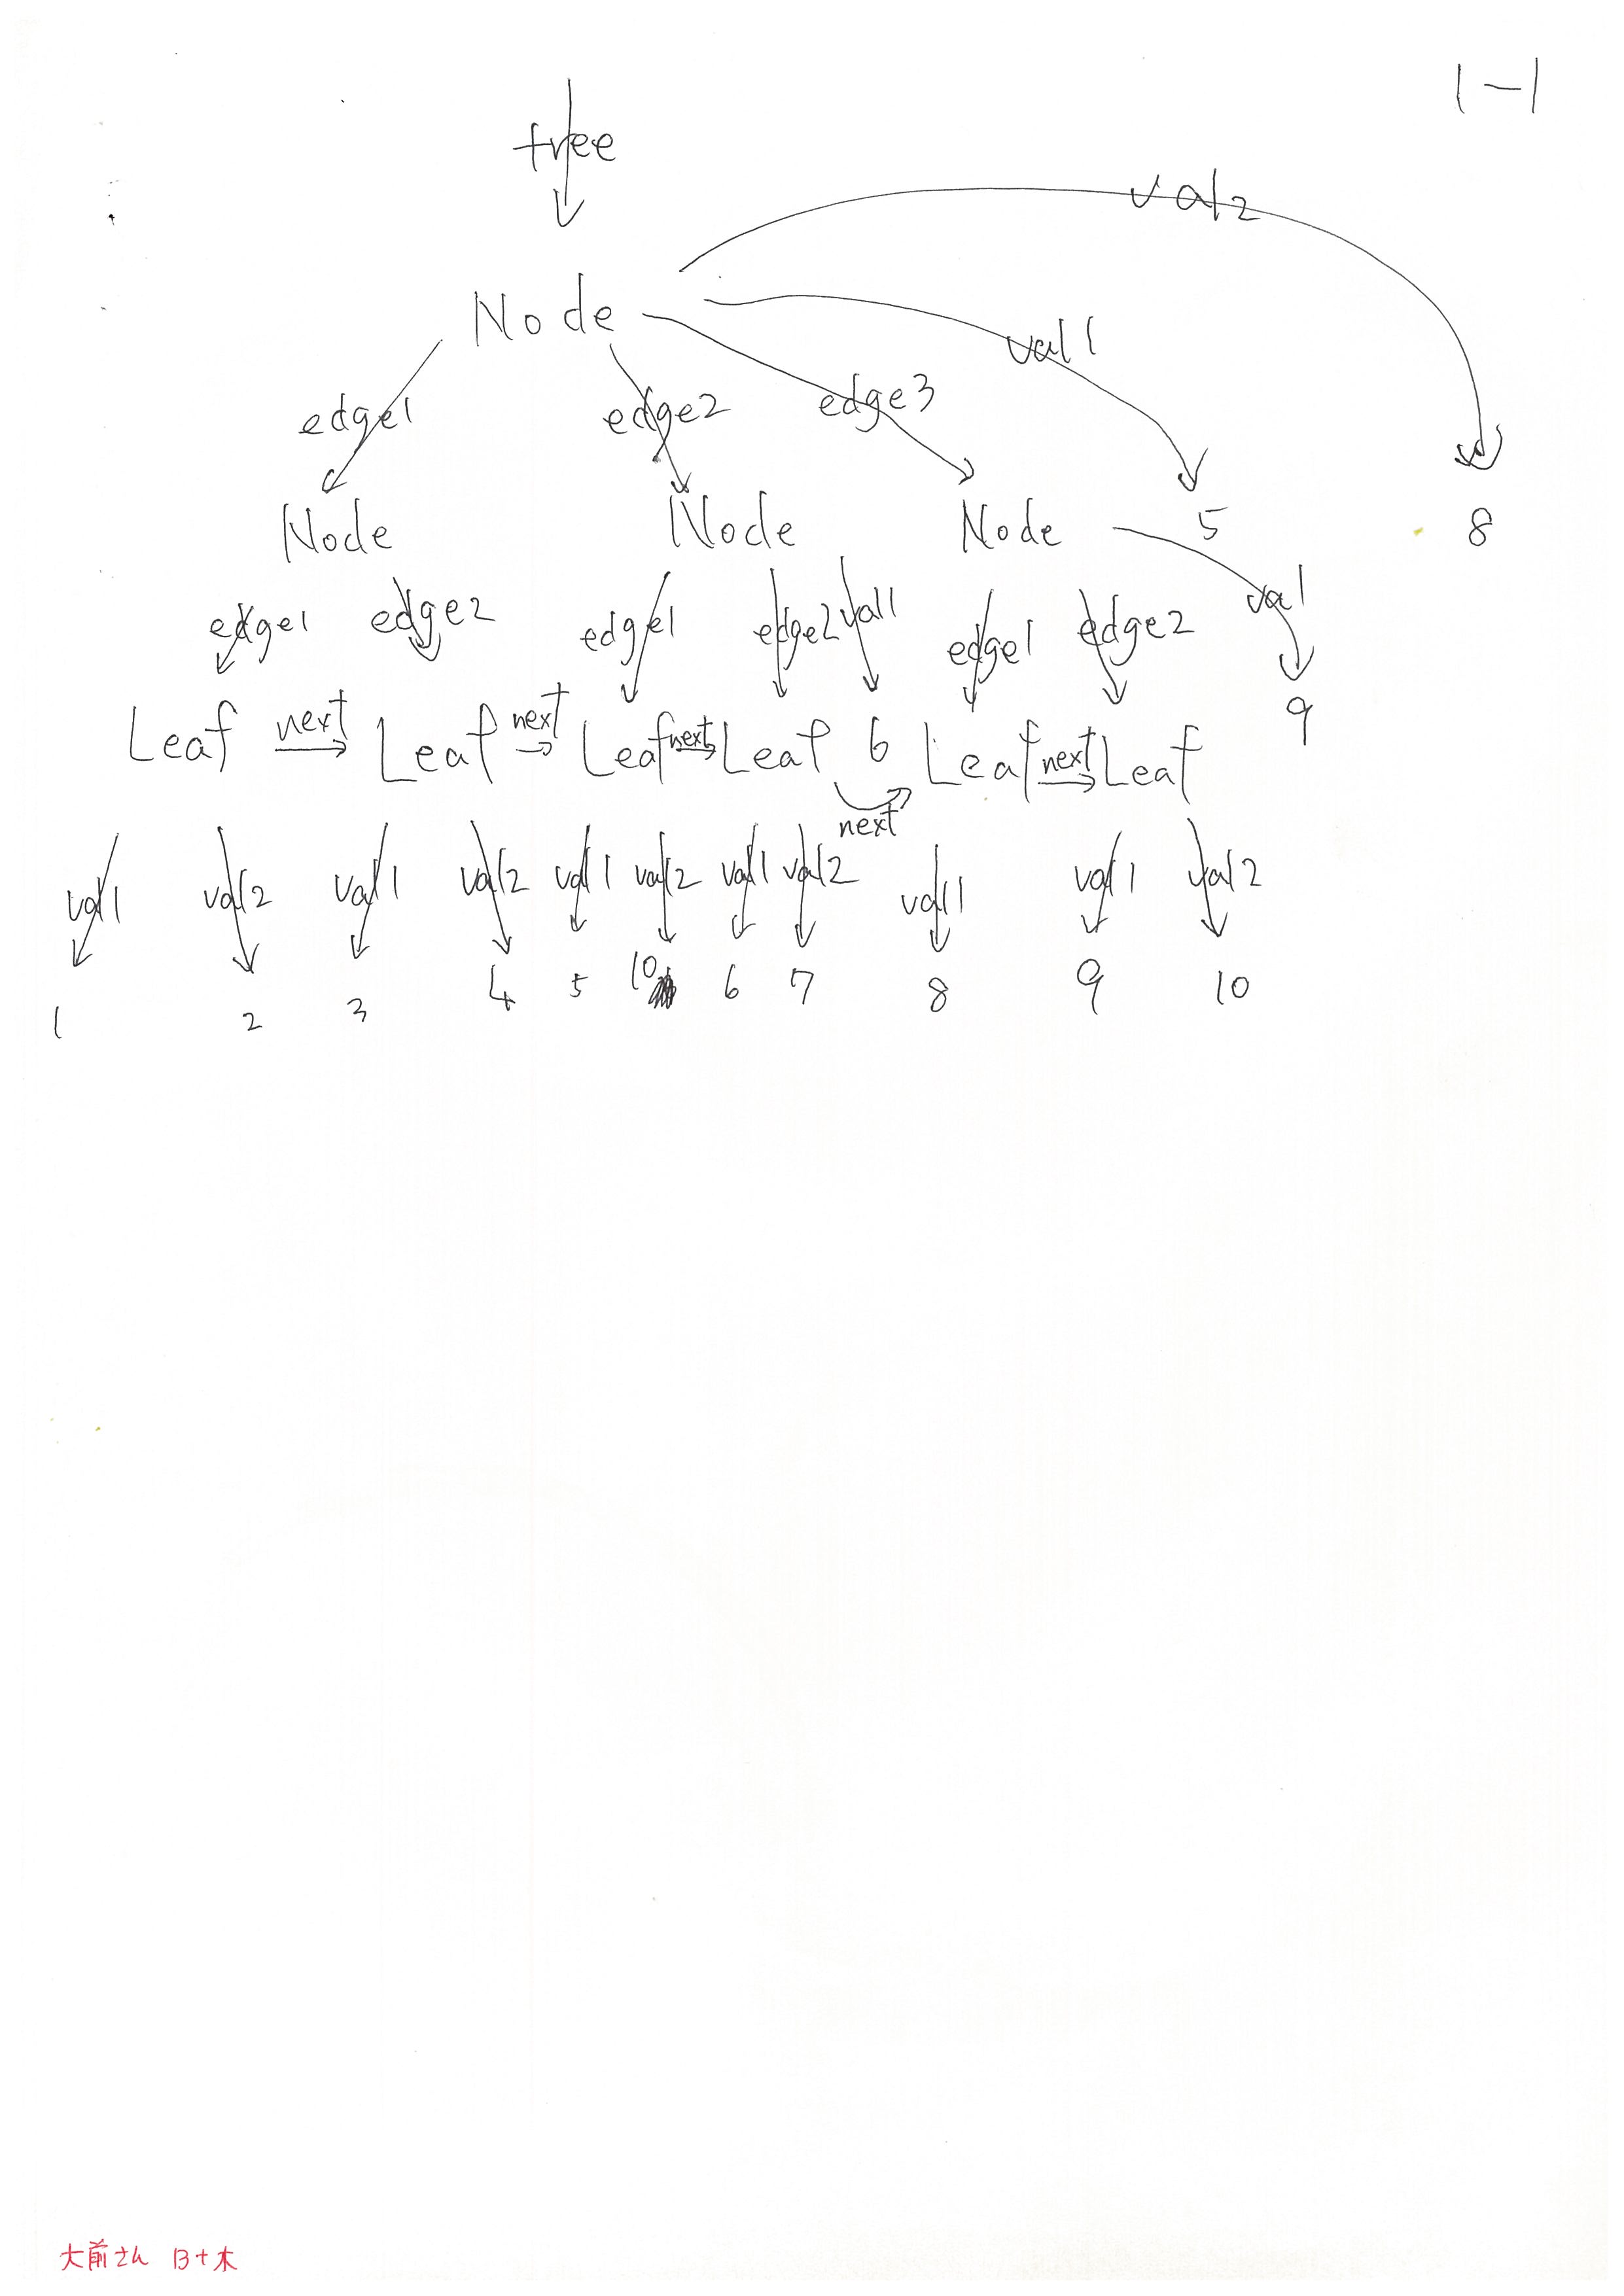 1-1
tree
val2
Node
val1
edge1 edge2 edge3
Node Node Node 5 8
edge1 edge2 edge1 edge2 val1 edge1 edge2 val
Leaf next Leaf next Leaf next Leaf 6 Leaf next Leaf 9
next
val1 val2 val1 val2 val1 val2 val1 val2 val1 val1 val2
1 2 3 4 5 10 6 7 8 9 10
大前さん B+木